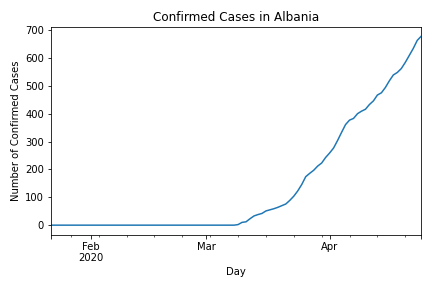 Confirmed Cases in Albania
700
600
500
400
300
200
100
0
Number of Confirmed Cases
Feb
2020
Mar
Apr
Day